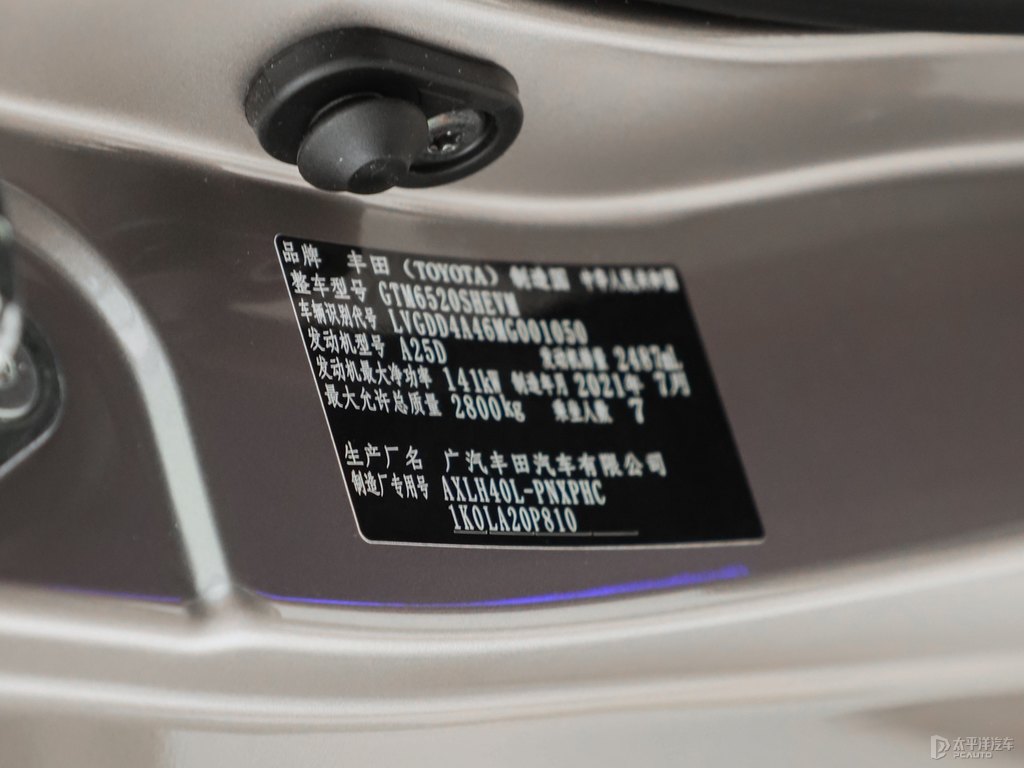 品牌 丰田(TOYOTA) 制造国 中华人民共和国
整车型号 GTM6520SHEVM
车辆识别代号 LVGDD4A46MG001050
发动机型号 A25D 发动机排量 2487mL
发动机最大净功率 141kW 制造年月 2021年 7月
最大允许总质量 2800kg 乘坐人数 7
生产厂名 广汽丰田汽车有限公司
制造厂专用号 AXLH40L-PNXPHC
1K0LA20P810
太平洋汽车
PCAUTO